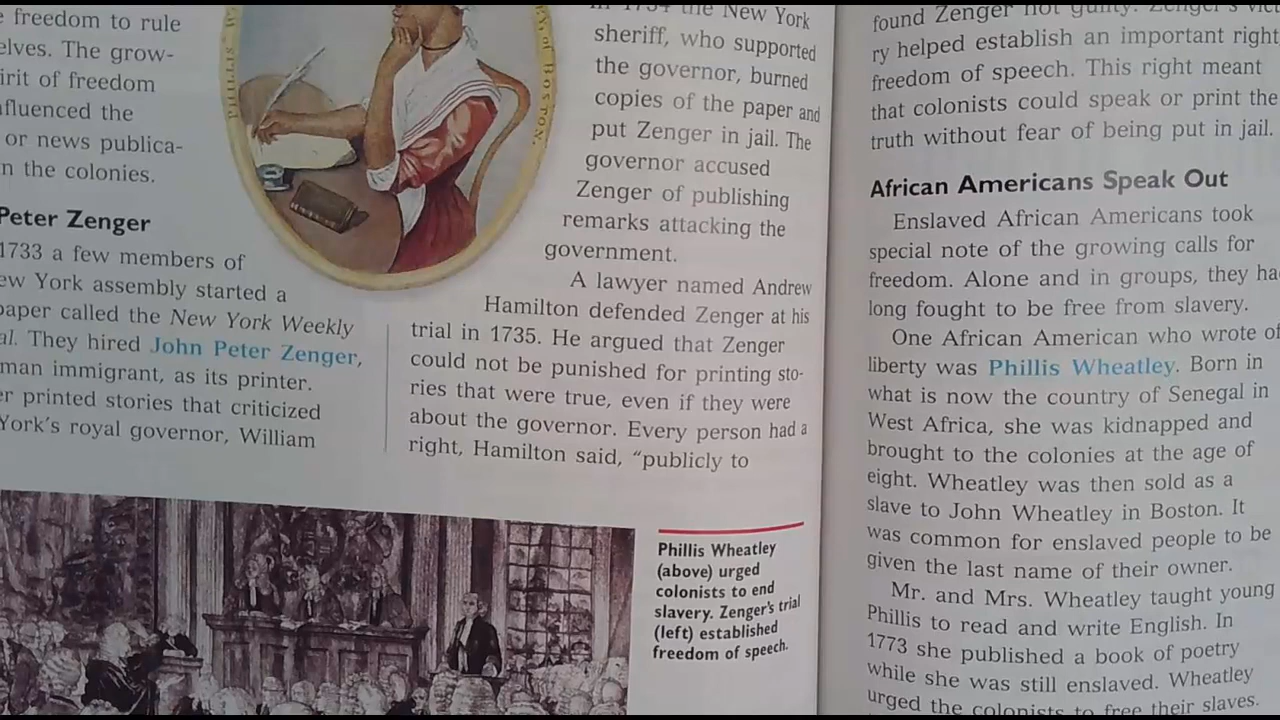 freedom to rule
elves. The grow-
irit of freedom
nfluenced the
or news publica-
n the colonies.
Peter Zenger
1733 a few members of
ew York assembly started a
paper called the New York Weekly
al. They hired John Peter Zenger,
man immigrant, as its printer.
er printed stories that criticized
York's royal governor, William
PHILLIS
BOSTON.
the New York
sheriff, who supported
the governor, burned
copies of the paper and
put Zenger in jail. The
governor accused
Zenger of publishing
remarks attacking the
government.
A lawyer named Andrew
Hamilton defended Zenger at his
trial in 1735. He argued that Zenger
could not be punished for printing sto-
ries that were true, even if they were
about the governor. Every person had a
right, Hamilton said, “publicly to
Phillis Wheatley
(above) urged
colonists to end
slavery. Zenger's trial
(left) established
freedom of speech.
found Zenger not guilty. Zenger's vict
ry helped establish an important right
freedom of speech. This right meant
that colonists could speak or print the
truth without fear of being put in jail.
African Americans Speak Out
Enslaved African Americans took
special note of the growing calls for
freedom. Alone and in groups, they ha
long fought to be free from slavery.
One African American who wrote of
liberty was Phillis Wheatley. Born in
what is now the country of Senegal in
West Africa, she was kidnapped and
brought to the colonies at the age of
eight. Wheatley was then sold as a
slave to John Wheatley in Boston. It
was common for enslaved people to be
given the last name of their owner.
Mr. and Mrs. Wheatley taught young
Phillis to read and write English. In
1773 she published a book of poetry
while she was still enslaved. Wheatley
urged the colonists to free their slaves.